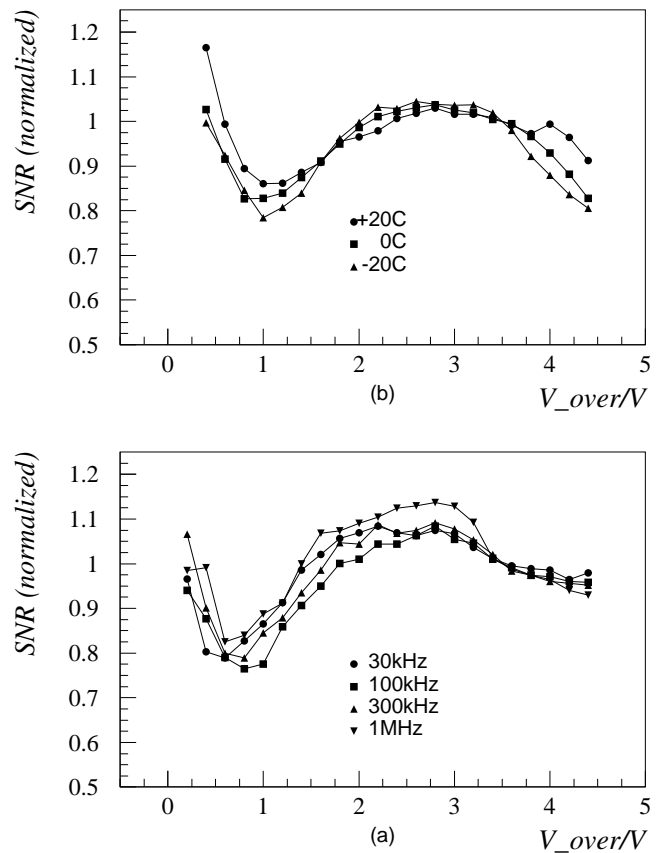 SNR (normalized)
1.2
1.1
1
0.9
0.8
0.7
0.6
0.5
+20C
0C
-20C
0 1 2 3 4 5
(b)
V_over/V
SNR (normalized)
1.2
1.1
1
0.9
0.8
0.7
0.6
0.5
30kHz
100kHz
300kHz
1MHz
0 1 2 3 4 5
(a)
V_over/V